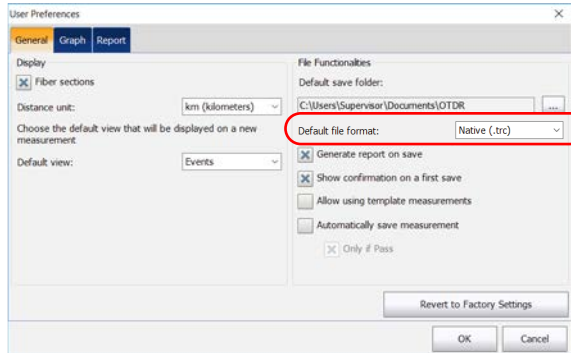 User Preferences
General Graph Report
Display
Fiber sections
Distance unit: km (kilometers)
Choose the default view that will be displayed on a new
measurement
Default view: Events
File Functionalities
Default save folder:
C:\Users\Supervisor\Documents\OTDR ...
Default file format: Native (.trc)
Generate report on save
Show confirmation on a first save
Allow using template measurements
Automatically save measurement
Only if Pass
Revert to Factory Settings
OK Cancel